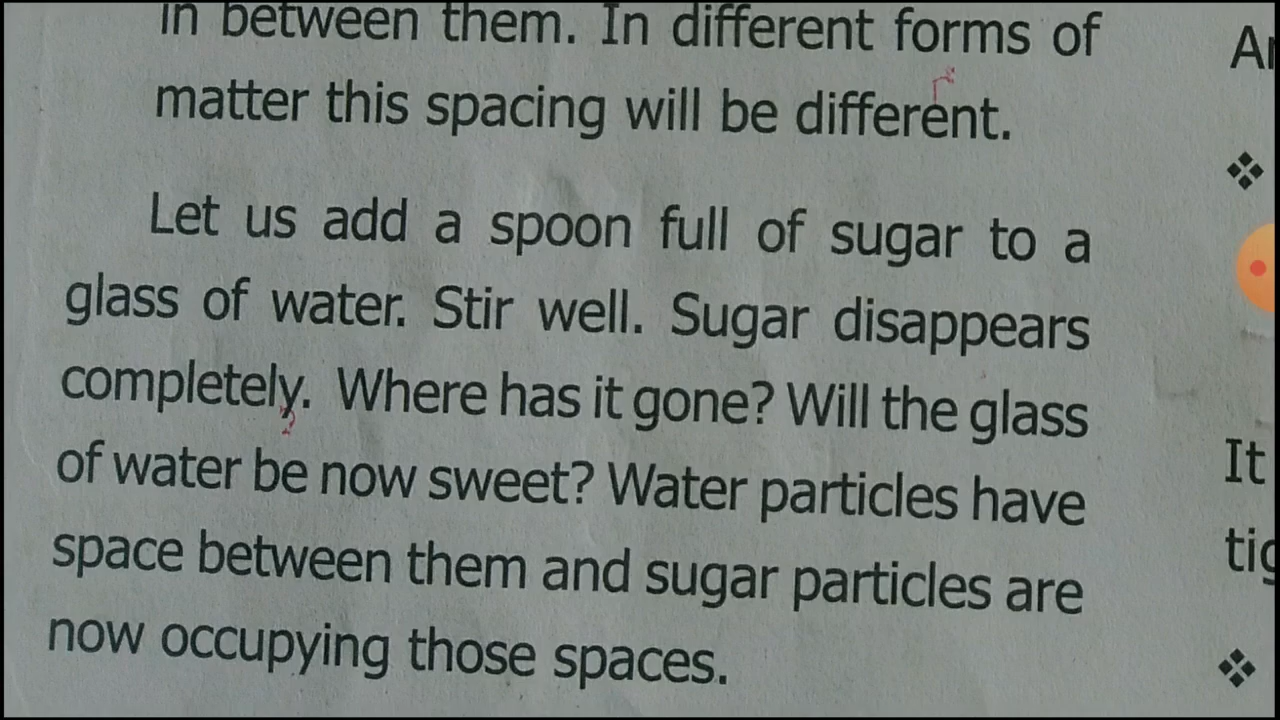 in between them. In different forms of
matter this spacing will be different.
Let us add a spoon full of sugar to a
glass of water. Stir well. Sugar disappears
completely. Where has it gone? Will the glass
of water be now sweet? Water particles have
space between them and sugar particles are
now occupying those spaces.
It